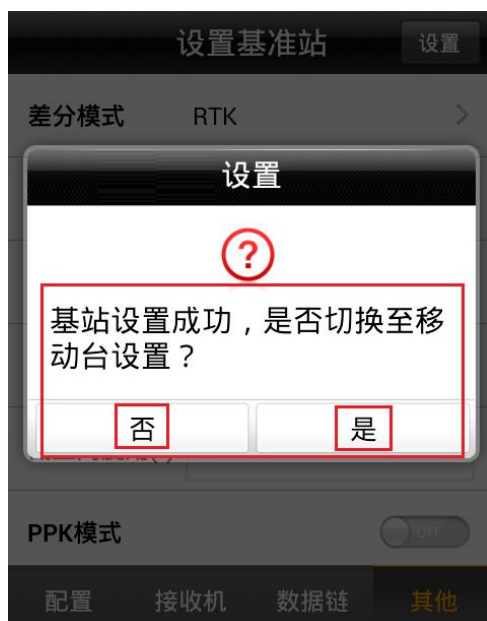 设置基准站
设置
差分模式 RTK
设置
?
基站设置成功，是否切换至移
动台设置？
否 是
PPK模式 OFF
配置 接收机 数据链 其他